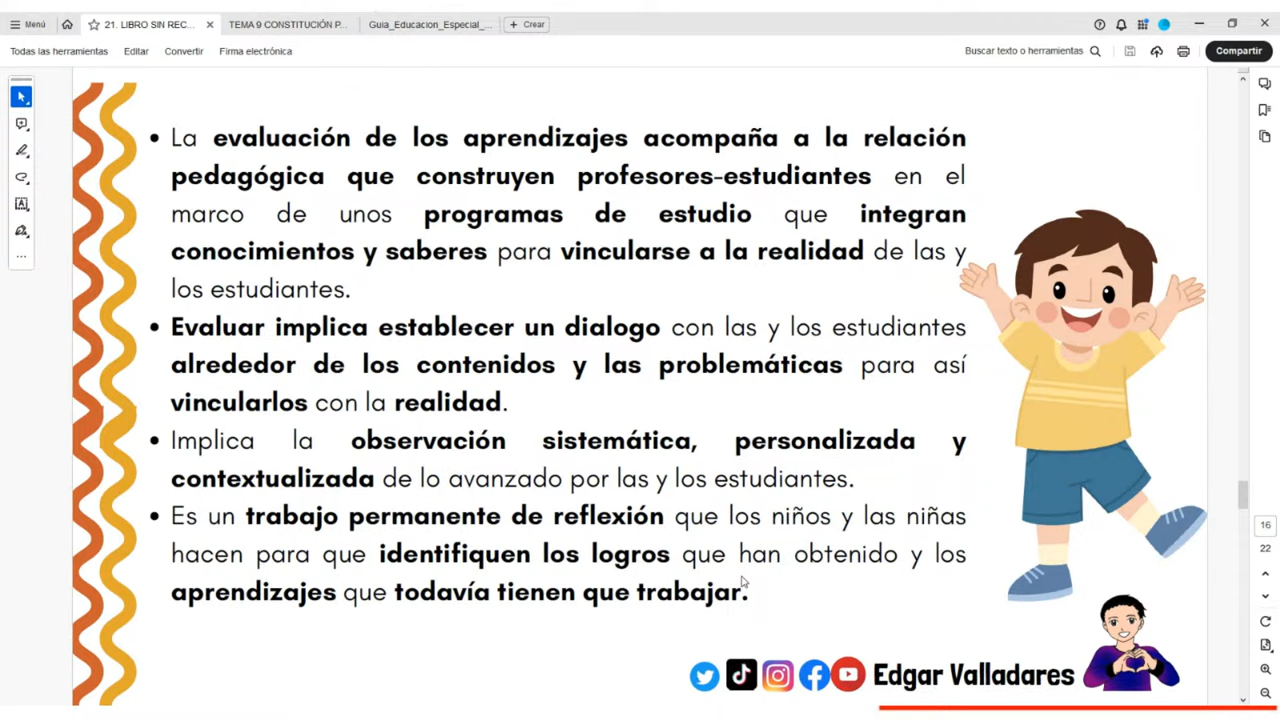 Menú
21. LIBRO SIN REC...
TEMA 9 CONSTITUCIÓN P...
Guia_Educacion_Especial_...
+ Crear
Todas las herramientas
Editar
Convertir
Firma electrónica
Buscar texto o herramientas
Compartir
• La evaluación de los aprendizajes acompaña a la relación
pedagógica que construyen profesores-estudiantes en el
marco de unos programas de estudio que integran
conocimientos y saberes para vincularse a la realidad de las y
los estudiantes.
• Evaluar implica establecer un dialogo con las y los estudiantes
alrededor de los contenidos y las problemáticas para así
vincularlos con la realidad.
• Implica la observación sistemática, personalizada y
contextualizada de lo avanzado por las y los estudiantes.
• Es un trabajo permanente de reflexión que los niños y las niñas
hacen para que identifiquen los logros que han obtenido y los
aprendizajes que todavía tienen que trabajar.
16
22
Edgar Valladares